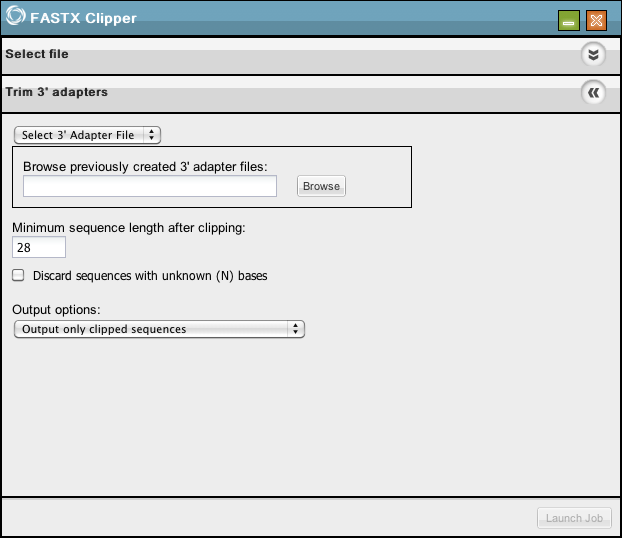 FASTX Clipper
Select file
Trim 3' adapters
Select 3' Adapter File
Browse previously created 3' adapter files:
Browse
Minimum sequence length after clipping:
28
Discard sequences with unknown (N) bases
Output options:
Output only clipped sequences
Launch Job